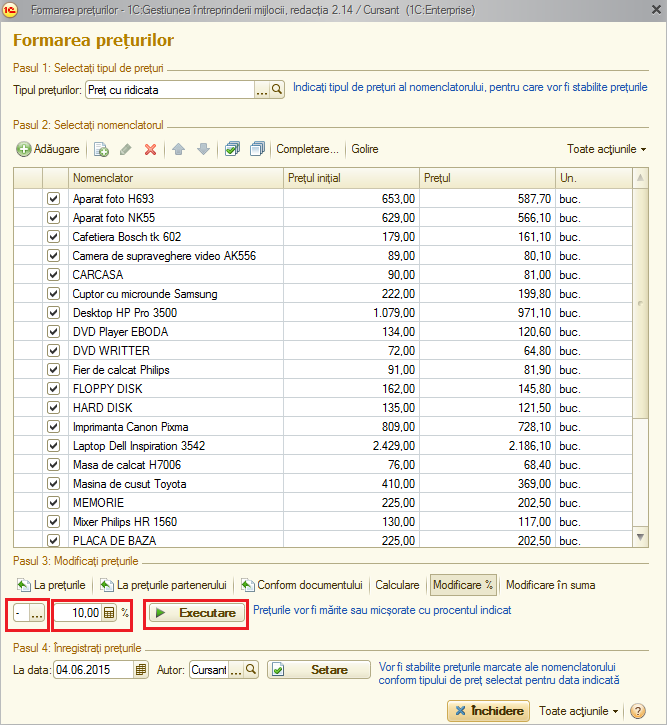 Formarea prețurilor - 1C:Gestiunea întreprinderii mijlocii, redacția 2.14 / Cursant (1C:Enterprise)
Formarea prețurilor
Pasul 1: Selectați tipul de prețuri
Tipul prețurilor: Preț cu ridicata ... Indicați tipul de prețuri al nomenclatorului, pentru care vor fi stabilite prețurile
Pasul 2: Selectați nomenclatorul
Adăugare Completare... Golire Toate acțiunile
Nomenclator Prețul inițial Prețul Un.
Aparat foto H693 653,00 587,70 buc.
Aparat foto NK55 629,00 566,10 buc.
Cafetiera Bosch tk 602 179,00 161,10 buc.
Camera de supraveghere video AK556 89,00 80,10 buc.
CARCASA 90,00 81,00 buc.
Cuptor cu microunde Samsung 222,00 199,80 buc.
Desktop HP Pro 3500 1.079,00 971,10 buc.
DVD Player EBODA 134,00 120,60 buc.
DVD WRITTER 72,00 64,80 buc.
Fier de calcat Philips 91,00 81,90 buc.
FLOPPY DISK 162,00 145,80 buc.
HARD DISK 135,00 121,50 buc.
Imprimanta Canon Pixma 809,00 728,10 buc.
Laptop Dell Inspiration 3542 2.429,00 2.186,10 buc.
Masa de calcat H7006 76,00 68,40 buc.
Masina de cusut Toyota 410,00 369,00 buc.
MEMORIE 225,00 202,50 buc.
Mixer Philips HR 1560 130,00 117,00 buc.
PLACA DE BAZA 225,00 202,50 buc.
Pasul 3: Modificați prețurile
La prețurile La prețurile partenerului Conform documentului Calculare Modificare % Modificare în suma
- ... 10,00 % Executare Prețurile vor fi mărite sau micșorate cu procentul indicat
Pasul 4: Înregistrați prețurile
La data: 04.06.2015 Autor: Cursant ... Setare Vor fi stabilite prețurile marcate ale nomenclatorului
conform tipului de preț selectat pentru data indicată
Închidere Toate acțiunile ?